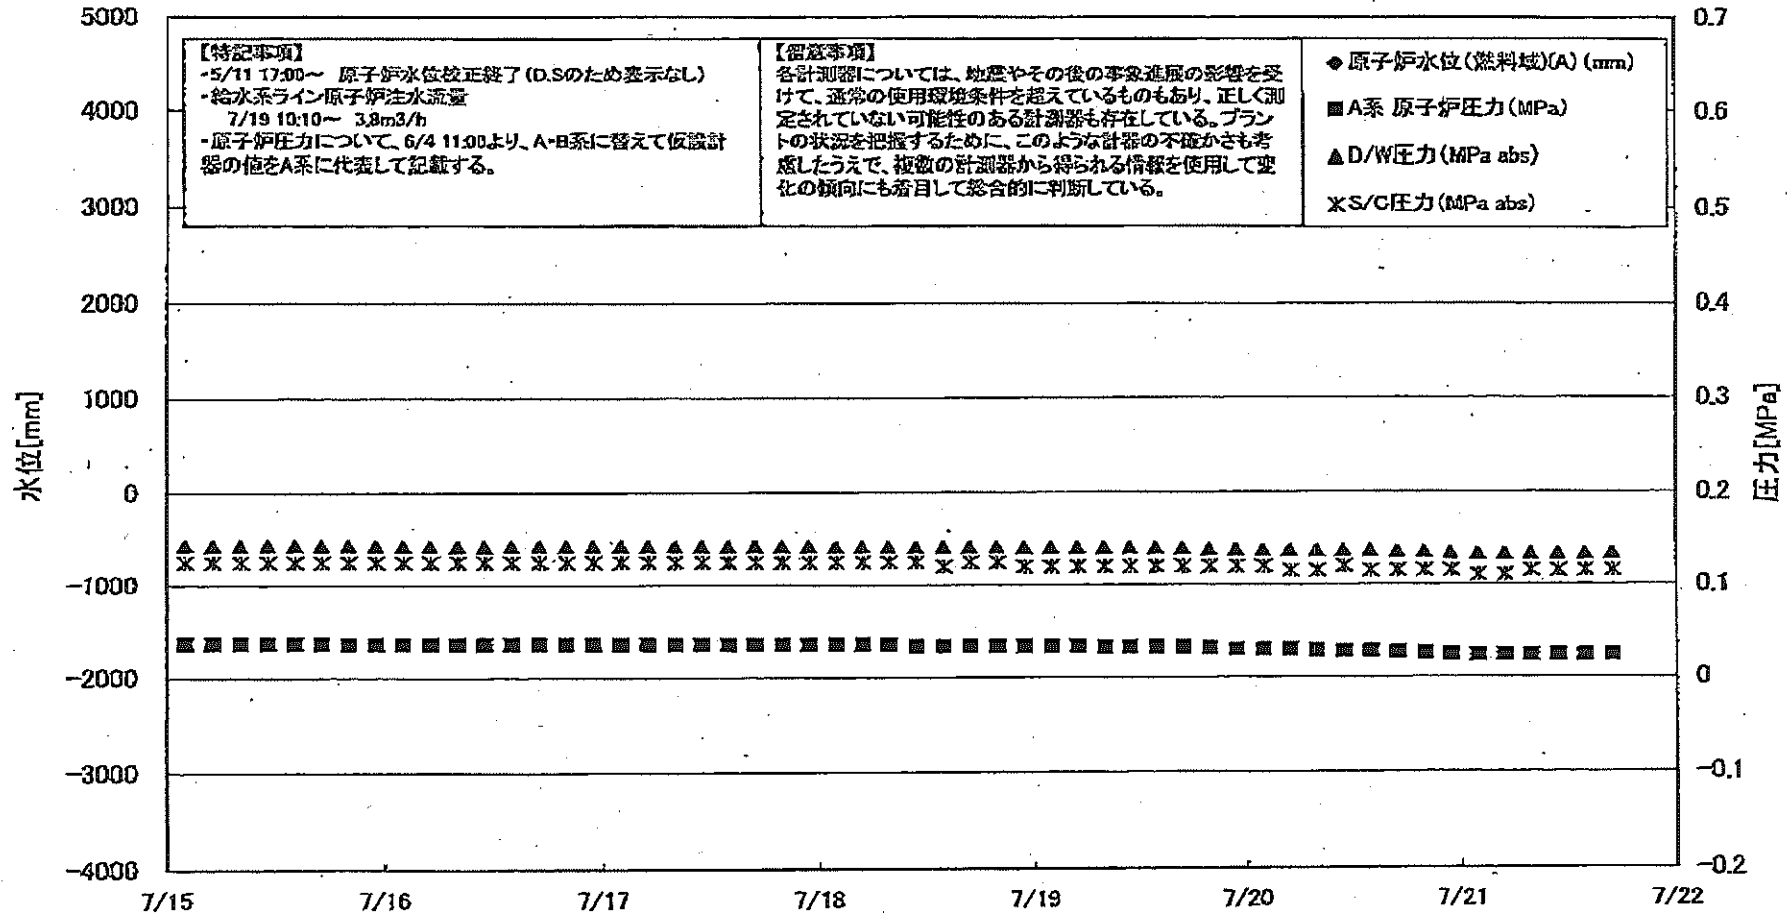 5000
4000
3000
2000
1000
0
-1000
-2000
-3000
-4000
水位[mm]
【特記事項】
・5/11 17:00～ 原子炉水位校正終了(D.Sのため表示なし)
・給水系ライン原子炉注水流量
7/19 10:10～ 3.8m3/h
・原子炉圧力について、6/4 11:00より、A・B系に替えて仮設計
器の値をA系に代表して記載する。
【留意事項】
各計測器については、地震やその後の事象進展の影響を受
けて、通常の使用環境条件を超えているものもあり、正しく測
定されていない可能性のある計測器も存在している。プラン
トの状況を把握するために、このような計器の不確かさも考
慮したうえで、複数の計測器から得られる情報を使用して変
化の傾向にも着目して総合的に判断している。
原子炉水位(燃料域)(A) (mm)
A系 原子炉圧力(MPa)
D/W圧力(MPa abs)
S/C圧力(MPa abs)
0.7
0.6
0.5
0.4
0.3
0.2
0.1
0
-0.1
-0.2
圧力[MPa]
7/15
7/16
7/17
7/18
7/19
7/20
7/21
7/22